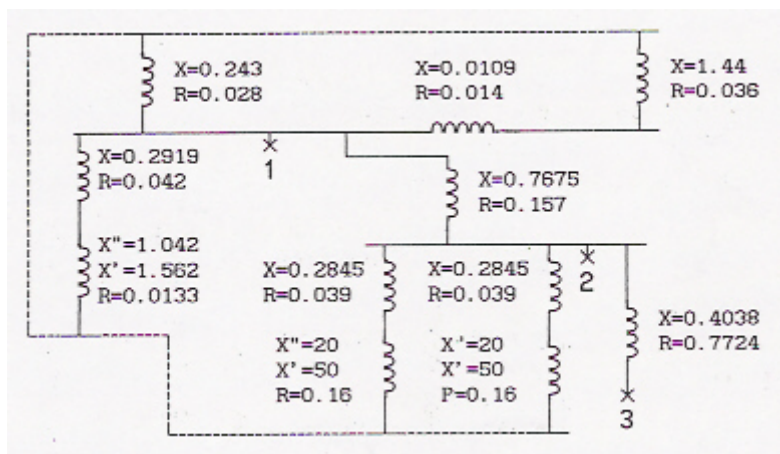 X=0.243
R=0.028
X=0.0109
R=0.014
X=1.44
R=0.036
X=0.2919
R=0.042
1
X=0.7675
R=0.157
X"=1.042
X'=1.562
R=0.0133
X=0.2845
R=0.039
X=0.2845
R=0.039
2
X=0.4038
R=0.7724
X"=20
X'=50
R=0.16
X'=20
X'=50
P=0.16
3